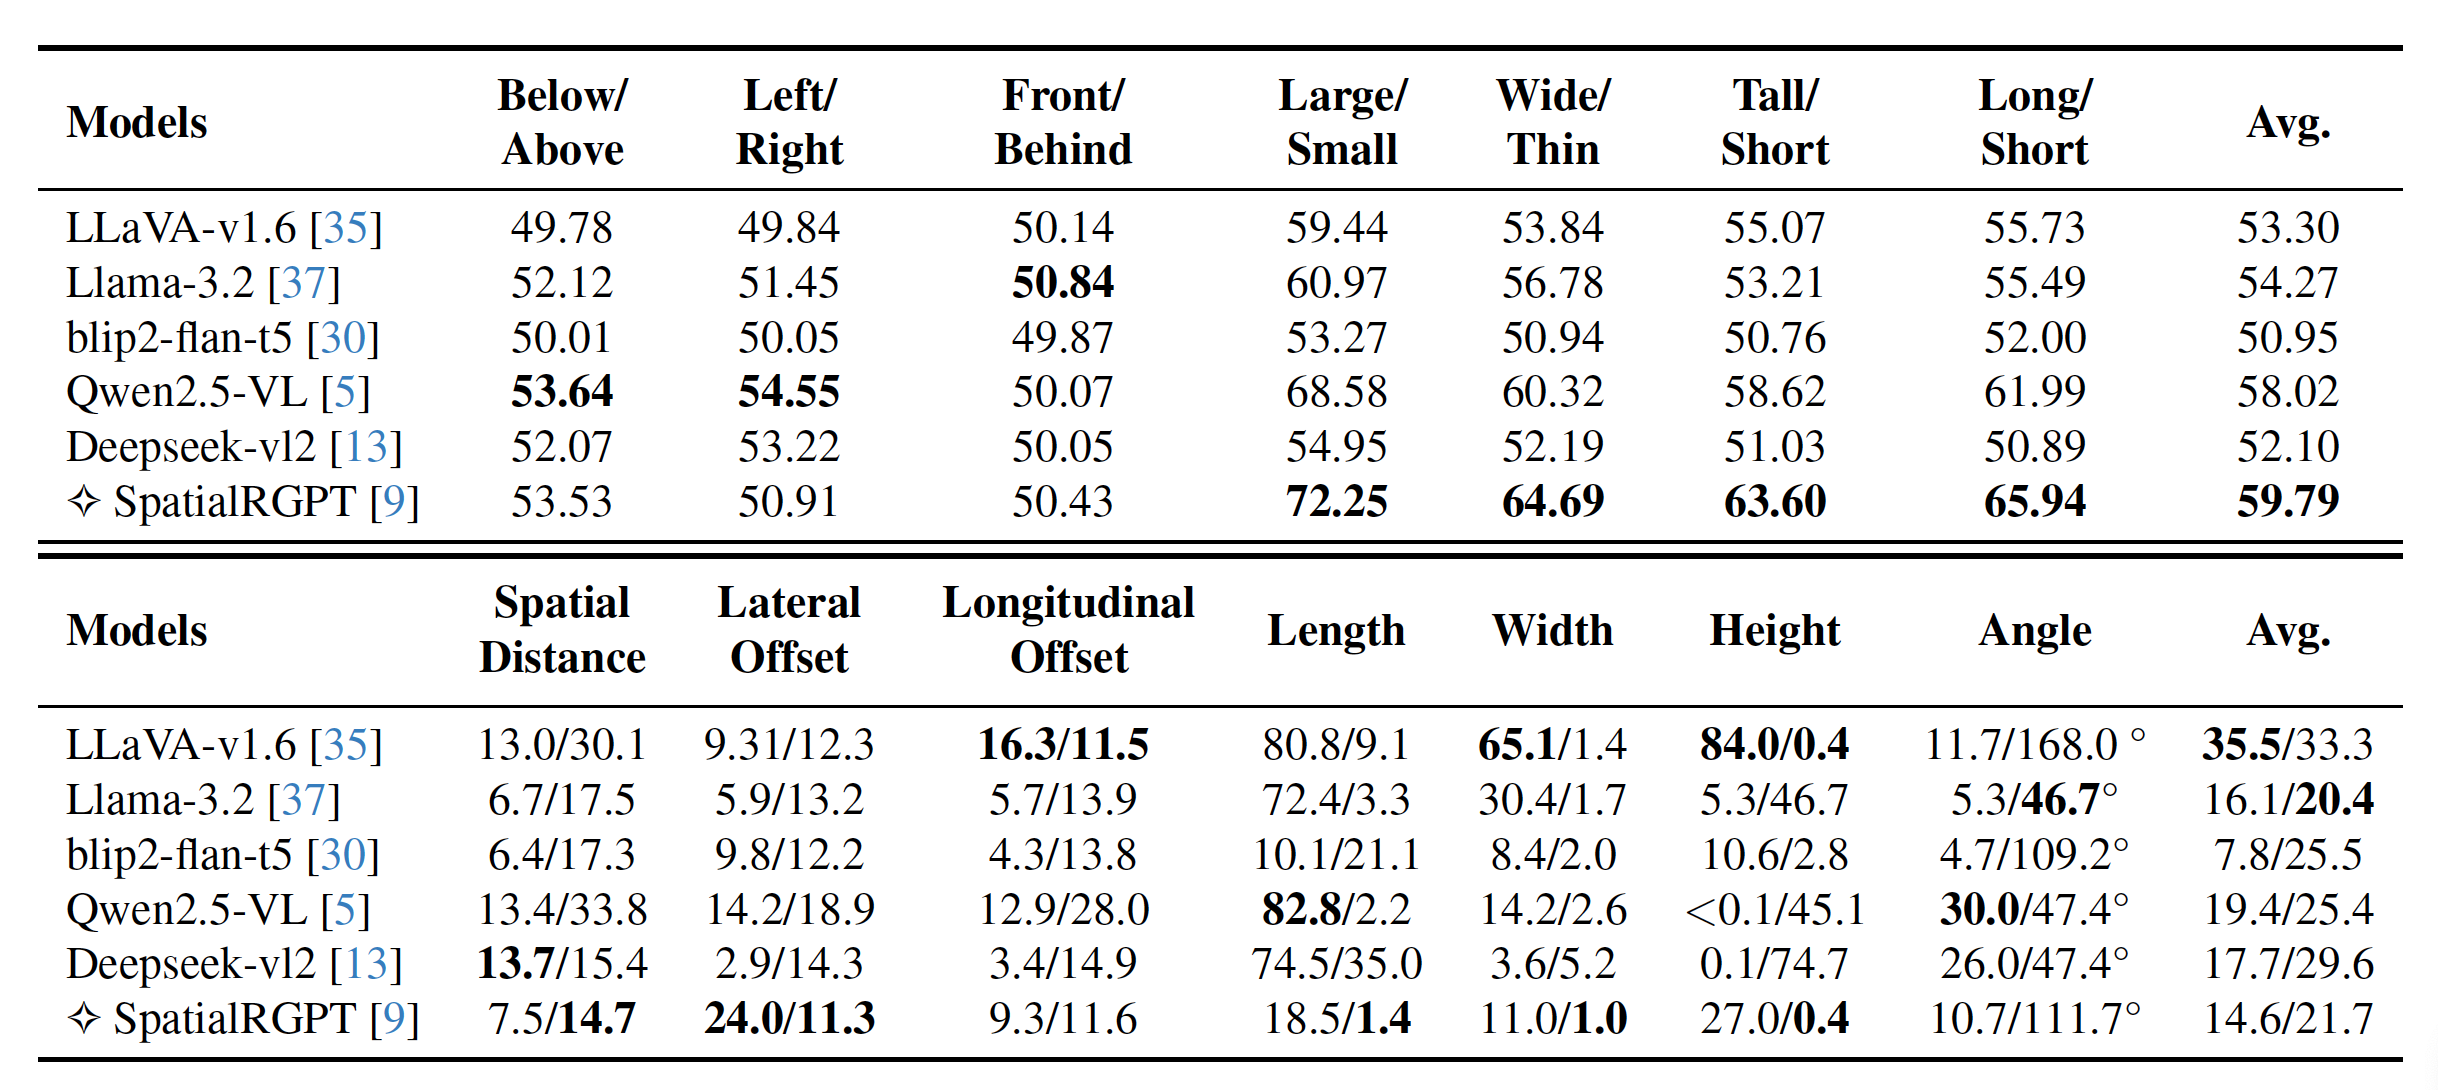 Models Below/ Above Left/ Right Front/ Behind Large/ Small Wide/ Thin Tall/ Short Long/ Short Avg.
LLaVA-v1.6 [35] 49.78 49.84 50.14 59.44 53.84 55.07 55.73 53.30
Llama-3.2 [37] 52.12 51.45 50.84 60.97 56.78 53.21 55.49 54.27
blip2-flan-t5 [30] 50.01 50.05 49.87 53.27 50.94 50.76 52.00 50.95
Qwen2.5-VL [5] 53.64 54.55 50.07 68.58 60.32 58.62 61.99 58.02
Deepseek-vl2 [13] 52.07 53.22 50.05 54.95 52.19 51.03 50.89 52.10
✧ SpatialRGPT [9] 53.53 50.91 50.43 72.25 64.69 63.60 65.94 59.79
Models Spatial Distance Lateral Offset Longitudinal Offset Length Width Height Angle Avg.
LLaVA-v1.6 [35] 13.0/30.1 9.31/12.3 16.3/11.5 80.8/9.1 65.1/1.4 84.0/0.4 11.7/168.0 ° 35.5/33.3
Llama-3.2 [37] 6.7/17.5 5.9/13.2 5.7/13.9 72.4/3.3 30.4/1.7 5.3/46.7 5.3/46.7° 16.1/20.4
blip2-flan-t5 [30] 6.4/17.3 9.8/12.2 4.3/13.8 10.1/21.1 8.4/2.0 10.6/2.8 4.7/109.2° 7.8/25.5
Qwen2.5-VL [5] 13.4/33.8 14.2/18.9 12.9/28.0 82.8/2.2 14.2/2.6 <0.1/45.1 30.0/47.4° 19.4/25.4
Deepseek-vl2 [13] 13.7/15.4 2.9/14.3 3.4/14.9 74.5/35.0 3.6/5.2 0.1/74.7 26.0/47.4° 17.7/29.6
✧ SpatialRGPT [9] 7.5/14.7 24.0/11.3 9.3/11.6 18.5/1.4 11.0/1.0 27.0/0.4 10.7/111.7° 14.6/21.7